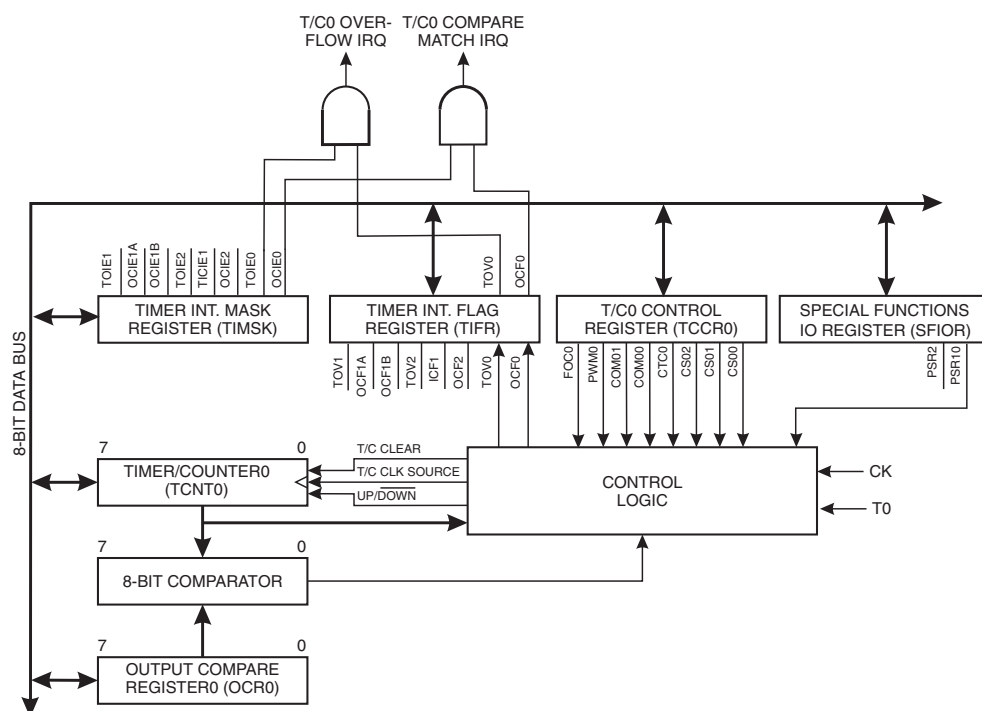 T/C0 OVER-
FLOW IRQ
T/C0 COMPARE
MATCH IRQ
8-BIT DATA BUS
TOIE1
OCIE1A
OCIE1B
TOIE2
TICIE1
OCIE2
TOIE0
OCIE0
TOV0
OCF0
TIMER INT. MASK
REGISTER (TIMSK)
TIMER INT. FLAG
REGISTER (TIFR)
T/C0 CONTROL
REGISTER (TCCR0)
SPECIAL FUNCTIONS
IO REGISTER (SFIOR)
TOV1
OCF1A
OCF1B
TOV2
ICF1
OCF2
TOV0
OCF0
FOC0
PWM0
COM01
COM00
CTC0
CS02
CS01
CS00
PSR2
PSR10
7 0
TIMER/COUNTER0
(TCNT0)
T/C CLEAR
T/C CLK SOURCE
UP/DOWN
CONTROL
LOGIC
CK
T0
7 0
8-BIT COMPARATOR
7 0
OUTPUT COMPARE
REGISTER0 (OCR0)